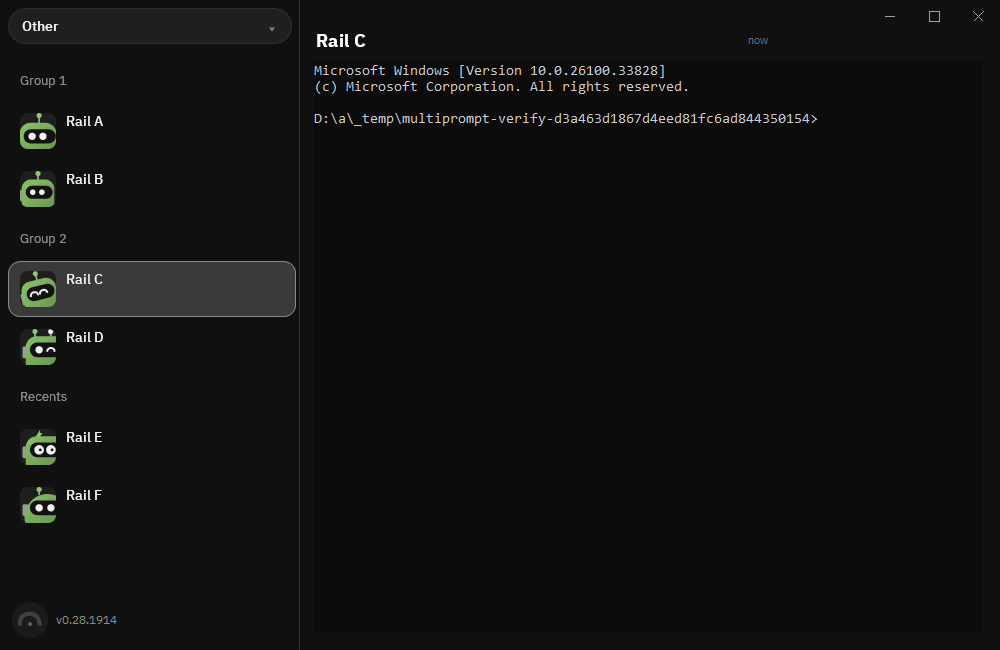 Other
Group 1
Rail A
Rail B
Group 2
Rail C
Rail D
Recents
Rail E
Rail F
v0.28.1914
Rail C
now
Microsoft Windows [Version 10.0.26100.33828]
(c) Microsoft Corporation. All rights reserved.
D:\a\_temp\multiprompt-verify-d3a463d1867d4eed81fc6ad844350154>